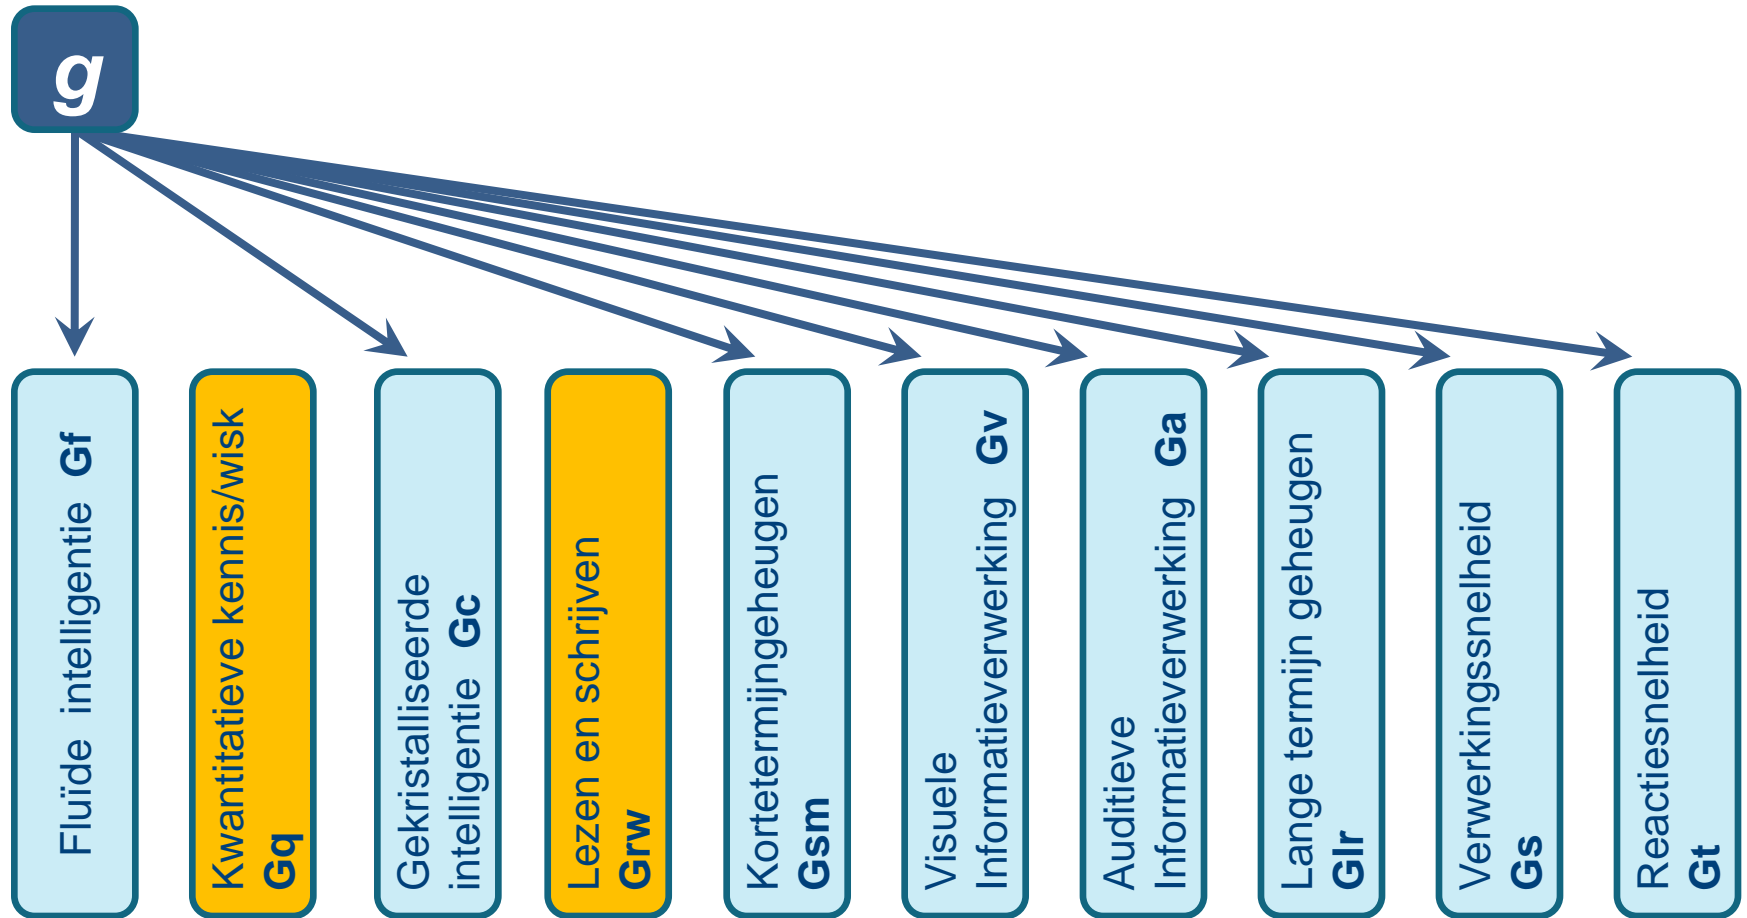 g
Fluïde intelligentie Gf
Kwantitatieve kennis/wisk
Gq
Gekristalliseerde
intelligentie Gc
Lezen en schrijven
Grw
Kortetermijngeheugen
Gsm
Visuele
Informatieverwerking Gv
Auditieve
Informatieverwerking Ga
Lange termijn geheugen
Glr
Verwerkingssnelheid
Gs
Reactiesnelheid
Gt